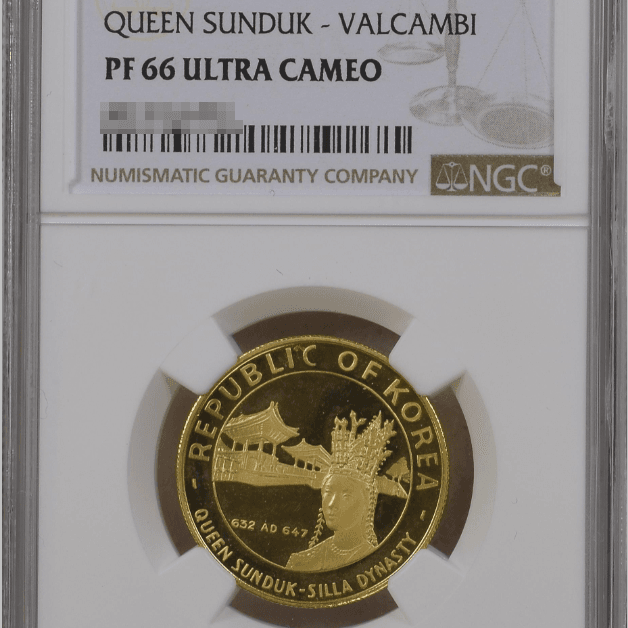 QUEEN SUNDUK - VALCAMBI
PF 66 ULTRA CAMEO
NUMISMATIC GUARANTY COMPANY
NGC®
- REPUBLIC OF KOREA -
632 AD 647
QUEEN SUNDUK-SILLA DYNASTY